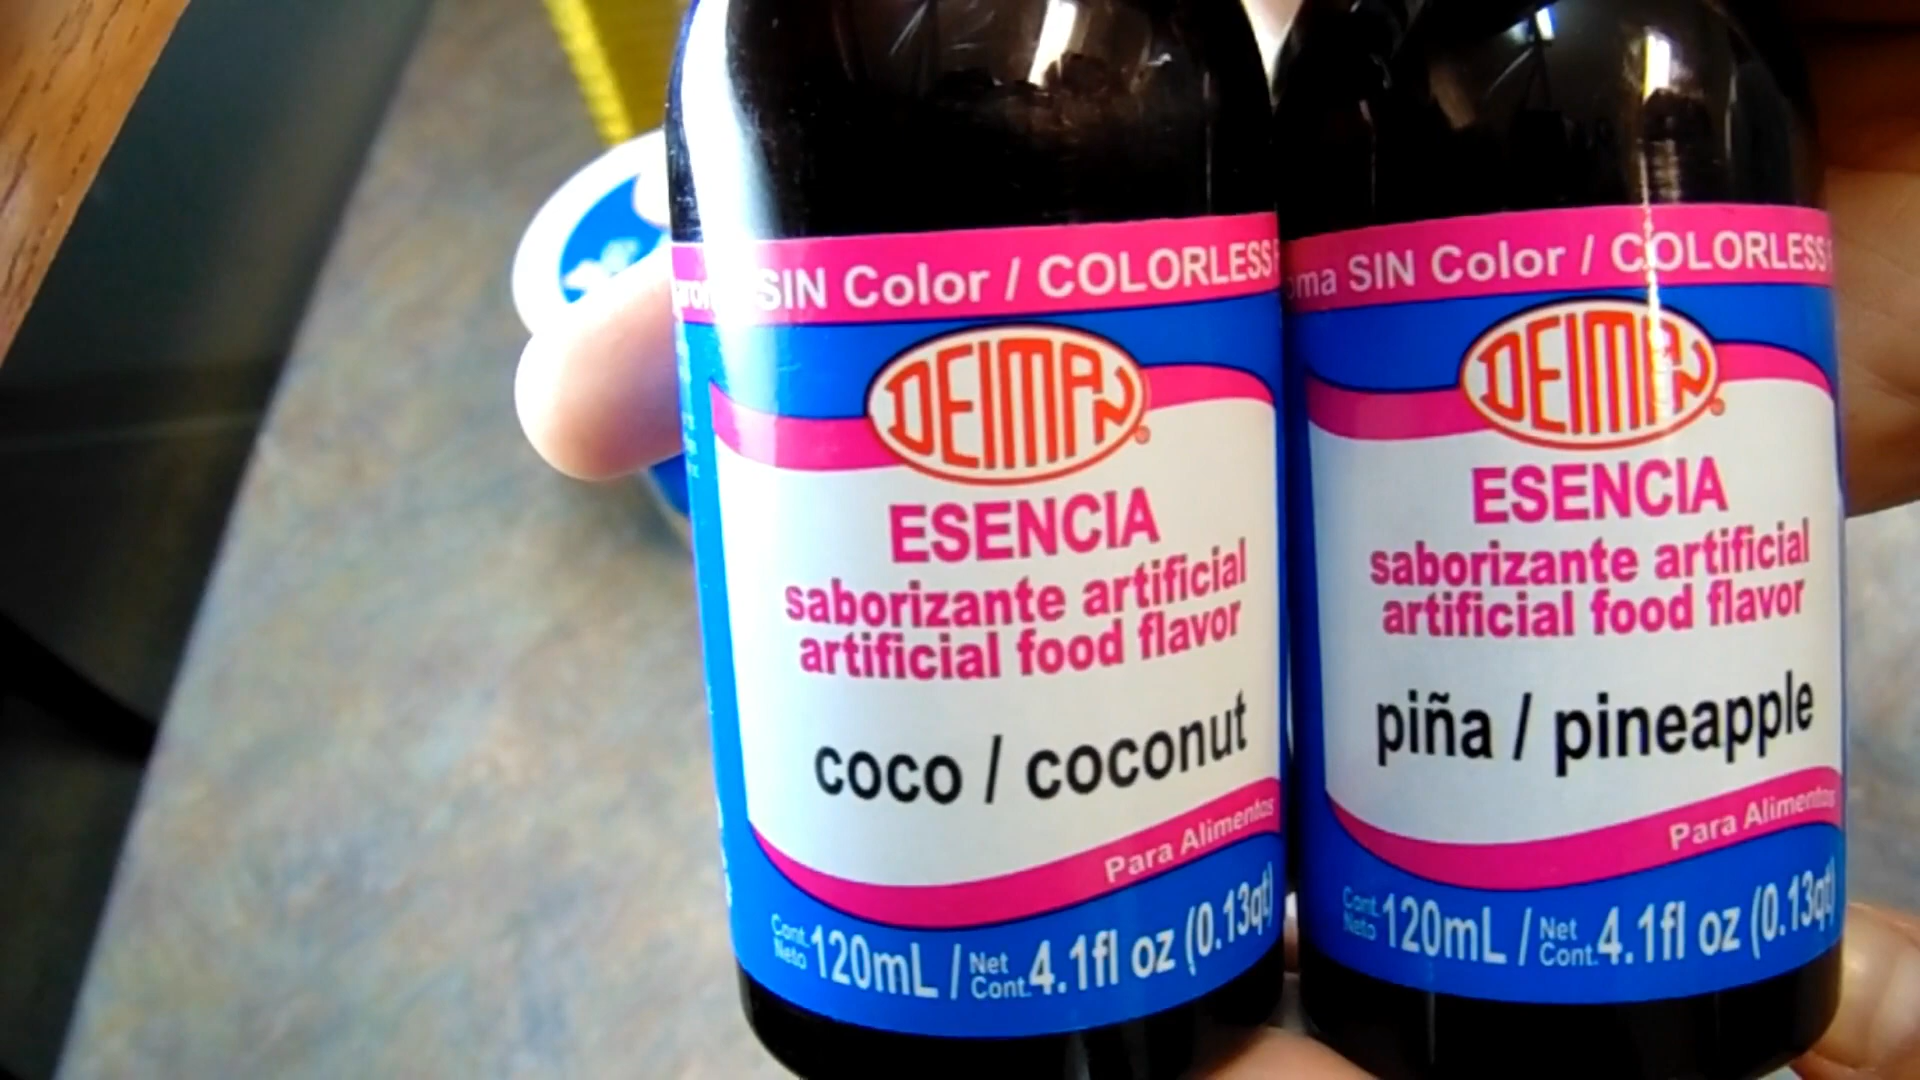 SIN Color / COLORLESS
DEIMAN
ESENCIA
saborizante artificial
artificial food flavor
coco / coconut
Para Alimentos
Cont. Neto 120mL / Net Cont. 4.1fl oz (0.13qt)
SIN Color / COLORLESS
DEIMAN
ESENCIA
saborizante artificial
artificial food flavor
piña / pineapple
Para Alimentos
Cont. Neto 120mL / Net Cont. 4.1fl oz (0.13qt)